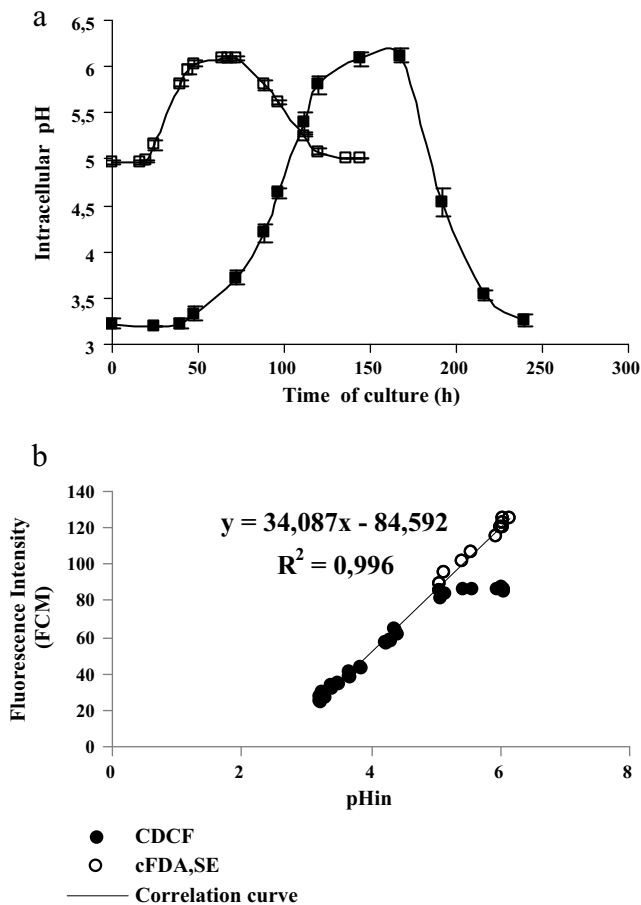 a
6,5
6
5,5
5
4,5
4
3,5
3
Intracellular pH
0 50 100 150 200 250 300
Time of culture (h)
b
140
120
100
80
60
40
20
0
Fluorescence Intensity
(FCM)
y = 34,087x - 84,592
R² = 0,996
0 2 4 6 8
pHin
CDCF
cFDA,SE
Correlation curve